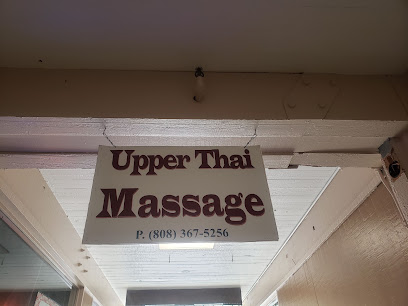 Upper Thai
Massage
P. (808) 367-5256